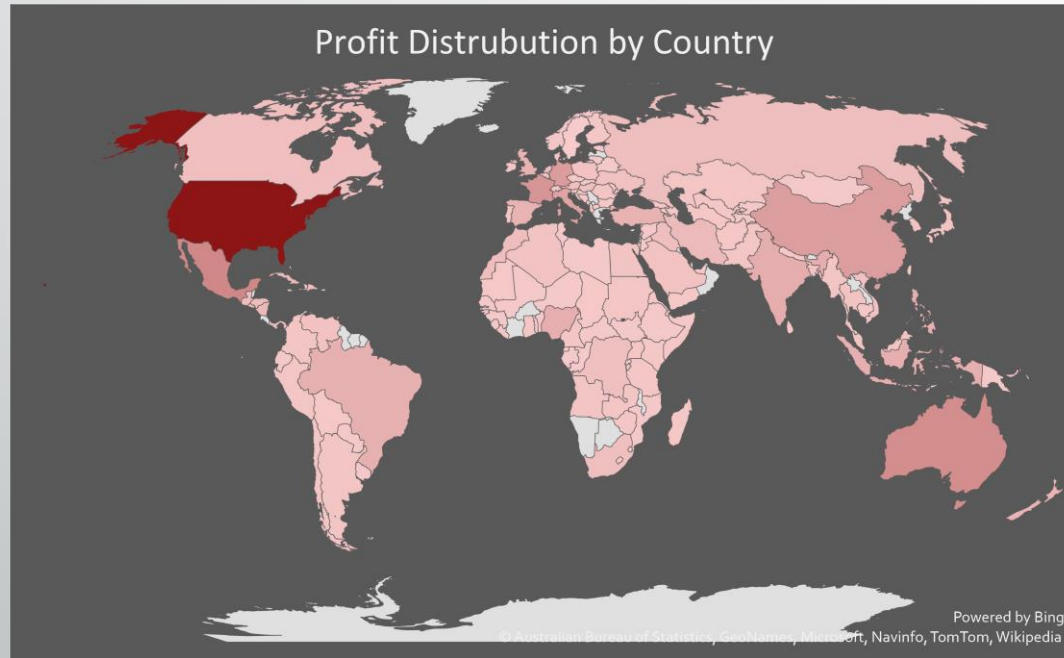 Profit Distrubution by Country
Powered by Bing
© Australian Bureau of Statistics, GeoNames, Microsoft, Navinfo, TomTom, Wikipedia